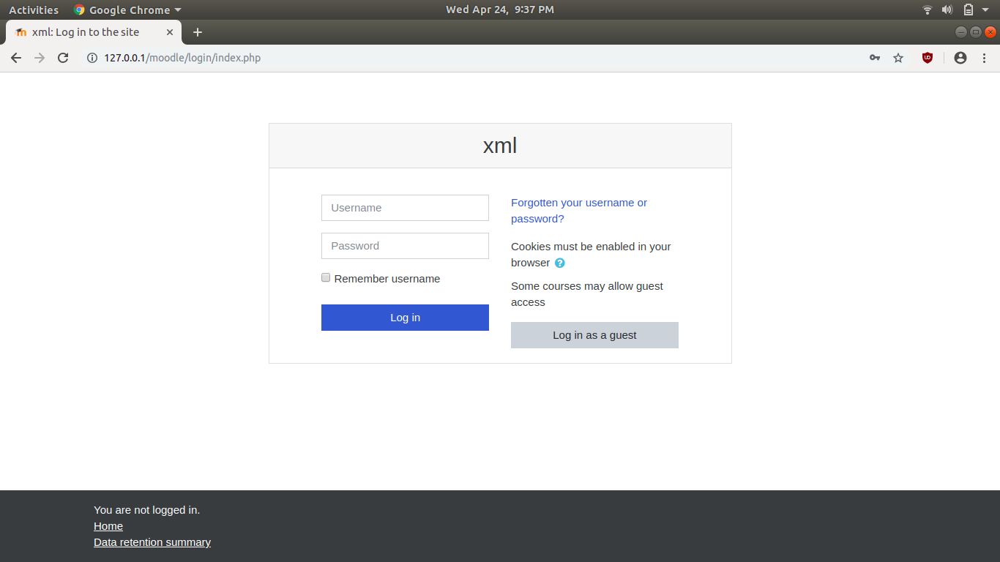 Activities Google Chrome Wed Apr 24, 9:37 PM
xml: Log in to the site
127.0.0.1/moodle/login/index.php
xml
Username
Password
Remember username
Log in
Forgotten your username or
password?
Cookies must be enabled in your
browser
Some courses may allow guest
access
Log in as a guest
You are not logged in.
Home
Data retention summary